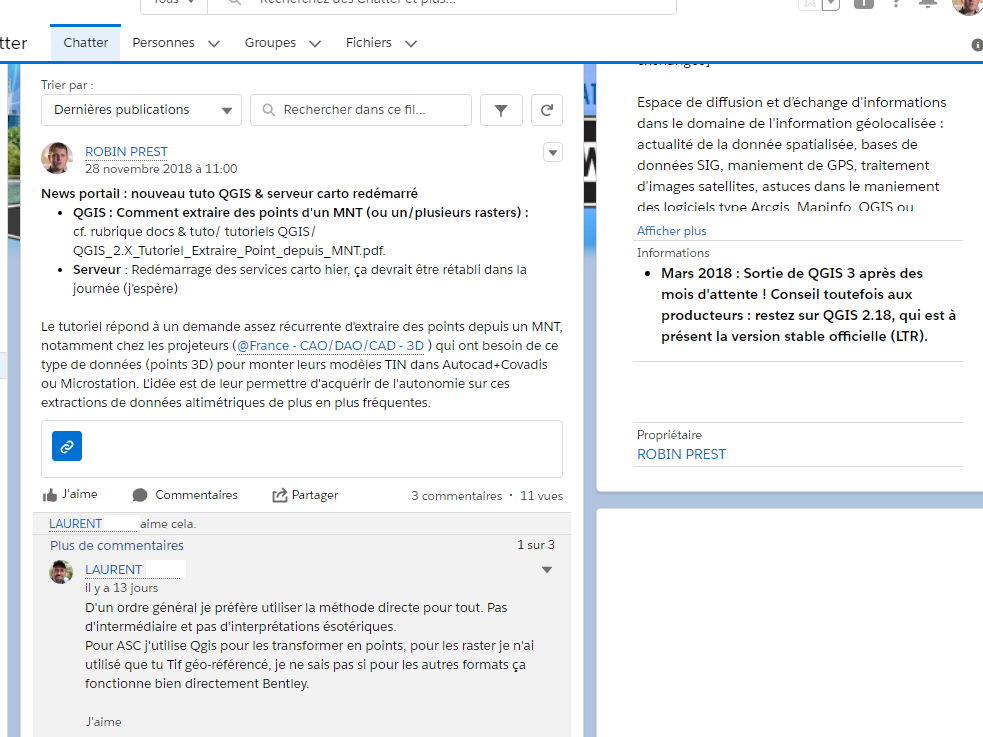 Tous
Recherchez des Chatter et plus...
tter
Chatter
Personnes
Groupes
Fichiers
Trier par :
Dernières publications
Rechercher dans ce fil...
ROBIN PREST
28 novembre 2018 à 11:00
News portail : nouveau tuto QGIS & serveur carto redémarré
• QGIS : Comment extraire des points d'un MNT (ou un/plusieurs rasters) :
cf. rubrique docs & tuto/ tutoriels QGIS/
QGIS_2.X_Tutoriel_Extraire_Point_depuis_MNT.pdf.
• Serveur : Redémarrage des services carto hier, ça devrait être rétabli dans la
journée (j'espère)
Le tutoriel répond à un demande assez récurrente d'extraire des points depuis un MNT,
notamment chez les projeteurs (@France - CAO/DAO/CAD - 3D ) qui ont besoin de ce
type de données (points 3D) pour monter leurs modèles TIN dans Autocad+Covadis
ou Microstation. L'idée est de leur permettre d'acquérir de l'autonomie sur ces
extractions de données altimétriques de plus en plus fréquentes.
J'aime
Commentaires
Partager
3 commentaires · 11 vues
LAURENT aime cela.
Plus de commentaires
1 sur 3
LAURENT
il y a 13 jours
D'un ordre général je préfère utiliser la méthode directe pour tout. Pas
d'intermédiaire et pas d'interprétations ésotériques.
Pour ASC j'utilise Qgis pour les transformer en points, pour les raster je n'ai
utilisé que tu Tif géo-référencé, je ne sais pas si pour les autres formats ça
fonctionne bien directement Bentley.
J'aime
Espace de diffusion et d'échange d'informations
dans le domaine de l'information géolocalisée :
actualité de la donnée spatialisée, bases de
données SIG, maniement de GPS, traitement
d'images satellites, astuces dans le maniement
des logiciels type Arcgis, Mapinfo, QGIS ou
Afficher plus
Informations
• Mars 2018 : Sortie de QGIS 3 après des
mois d'attente ! Conseil toutefois aux
producteurs : restez sur QGIS 2.18, qui est à
présent la version stable officielle (LTR).
Propriétaire
ROBIN PREST